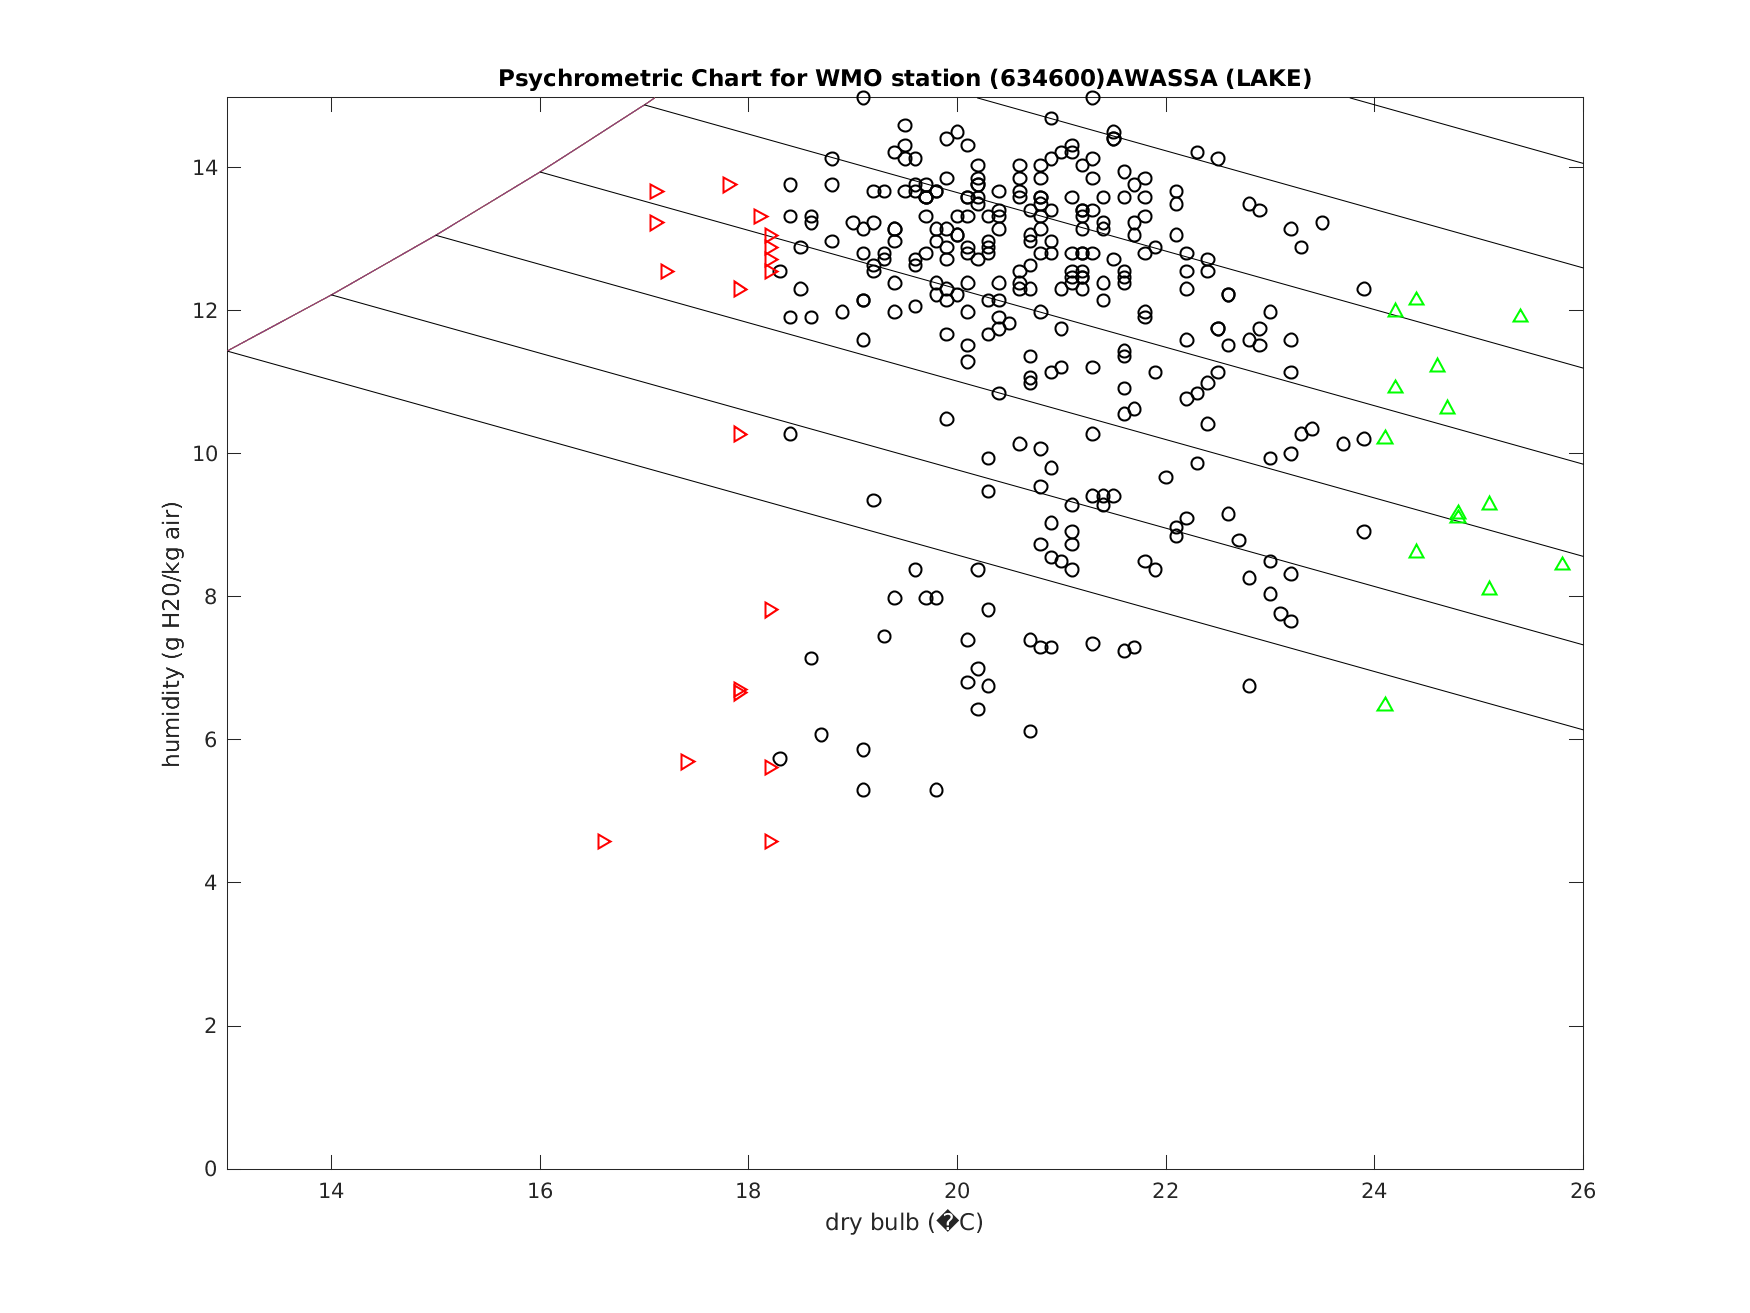 Psychrometric Chart for WMO station (634600)AWASSA (LAKE)
14
12
10
8
6
4
2
0
humidity (g H20/kg air)
14 16 18 20 22 24 26
dry bulb (�C)